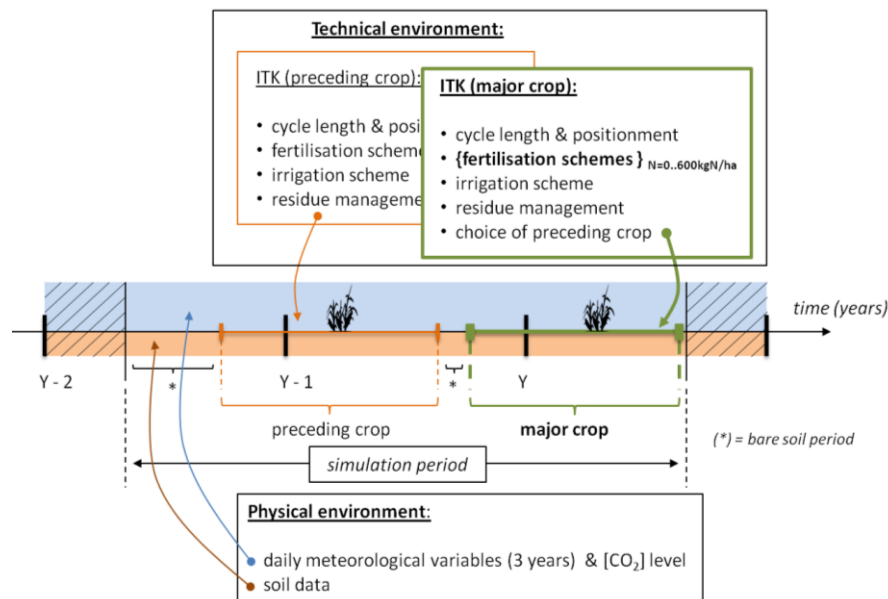 Technical environment:
ITK (preceding crop):
• cycle length & posi
• fertilisation scheme
• irrigation scheme
• residue manageme
ITK (major crop):
• cycle length & positionment
• {fertilisation schemes } N=0..600kgN/ha
• irrigation scheme
• residue management
• choice of preceding crop
time (years)
Y - 2
*
Y - 1
*
Y
preceding crop
major crop
(*) = bare soil period
simulation period
Physical environment:
• daily meteorological variables (3 years) & [CO₂] level
• soil data